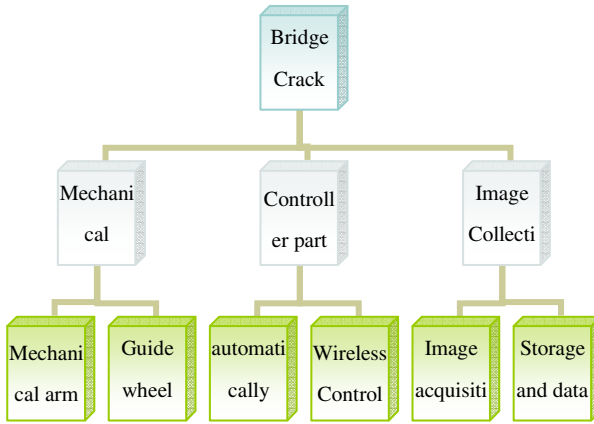 Bridge
Crack
Mechani
cal
Controll
er part
Image
Collecti
Mechani
cal arm
Guide
wheel
automati
cally
Wireless
Control
Image
acquisiti
Storage
and data